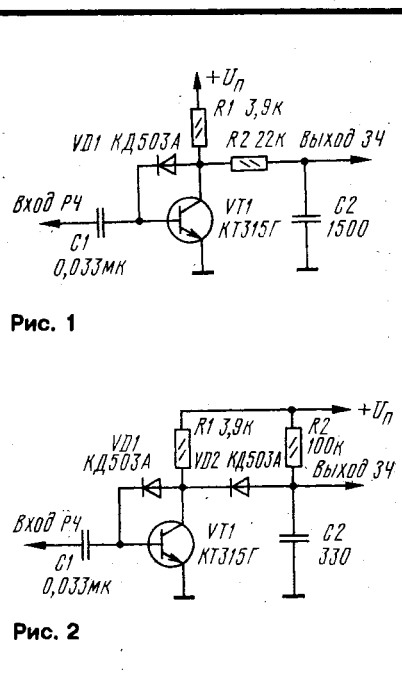 +Uп
R1 3,9к
VD1 КД503А
R2 22к
Выход ЗЧ
Вход РЧ
C1
0,033мк
VT1
КТ315Г
C2
1500
Рис. 1
+Uп
R1 3,9к
R2
100к
VD1
КД503А
VD2 КД503А
Выход ЗЧ
Вход РЧ
C1
0,033мк
VT1
КТ315Г
C2
330
Рис. 2